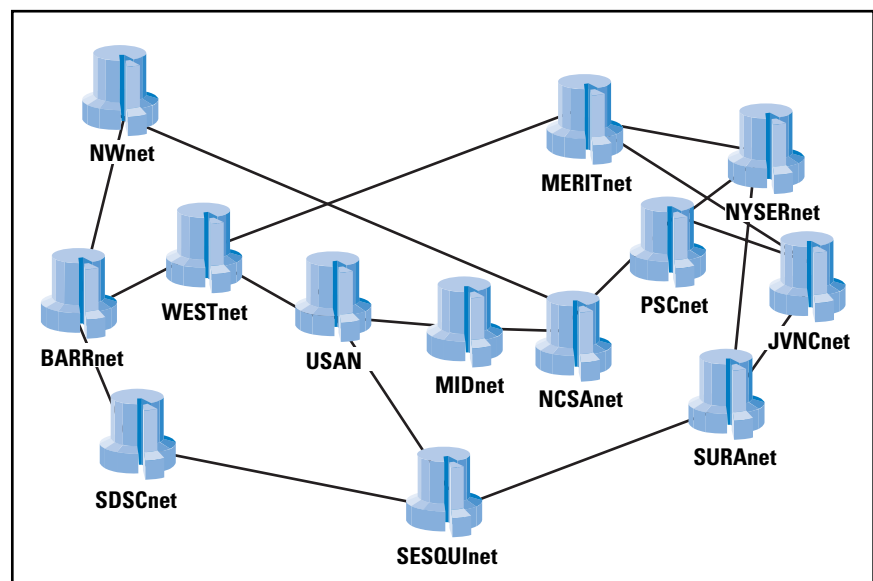 NWnet
MERITnet
NYSERnet
WESTnet
PSCnet
BARRnet
USAN
MIDnet
NCSAnet
JVNCnet
SURAnet
SDSCnet
SESQUInet